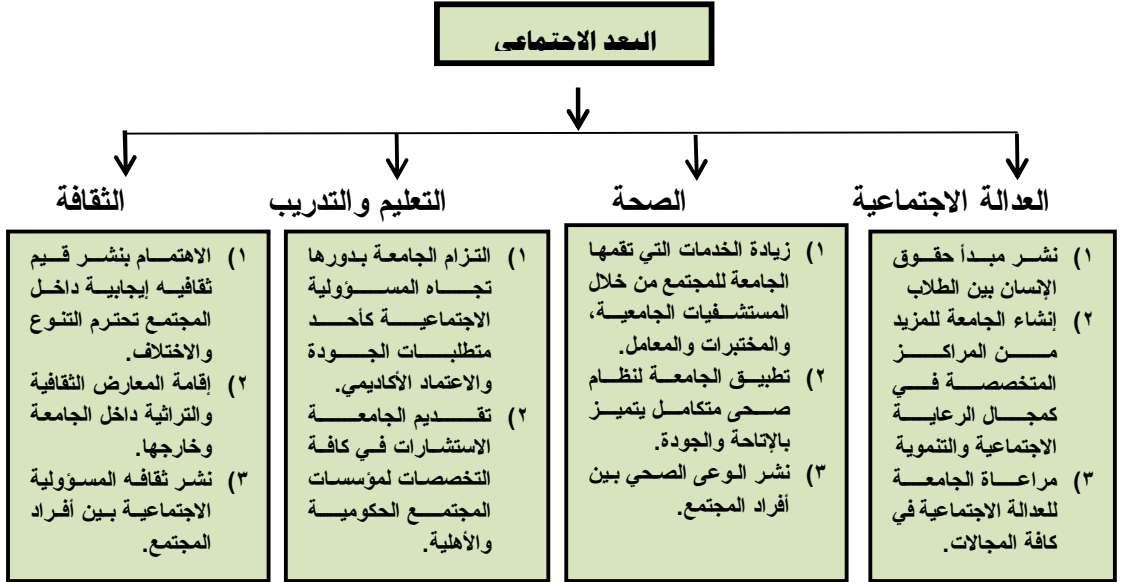 البعد الاجتماعي
العدالة الاجتماعية
١) نشر مبدأ حقوق
الإنسان بين الطلاب
٢) إنشاء الجامعة للمزيد
من المراكز
المتخصصة في
كمجال الرعاية
الاجتماعية والتنموية
٣) مراعاة الجامعة
للعدالة الاجتماعية في
كافة المجالات.
الصحة
١) زيادة الخدمات التي تقمها
الجامعة للمجتمع من خلال
المستشفيات الجامعية،
والمختبرات والمعامل.
٢) تطبيق الجامعة لنظام
صحى متكامل يتميز
بالإتاحة والجودة.
٣) نشر الوعى الصحي بين
أفراد المجتمع.
التعليم والتدريب
١) التزام الجامعة بدورها
تجاه المسؤولية
الاجتماعية كأحد
متطلبات الجودة
والاعتماد الأكاديمي.
٢) تقديم الجامعة
الاستشارات في كافة
التخصصات لمؤسسات
المجتمع الحكومية
والأهلية.
الثقافة
١) الاهتمام بنشر قيم
ثقافيه إيجابية داخل
المجتمع تحترم التنوع
والاختلاف.
٢) إقامة المعارض الثقافية
والتراثية داخل الجامعة
وخارجها.
٣) نشر ثقافه المسؤولية
الاجتماعية بين أفراد
المجتمع.